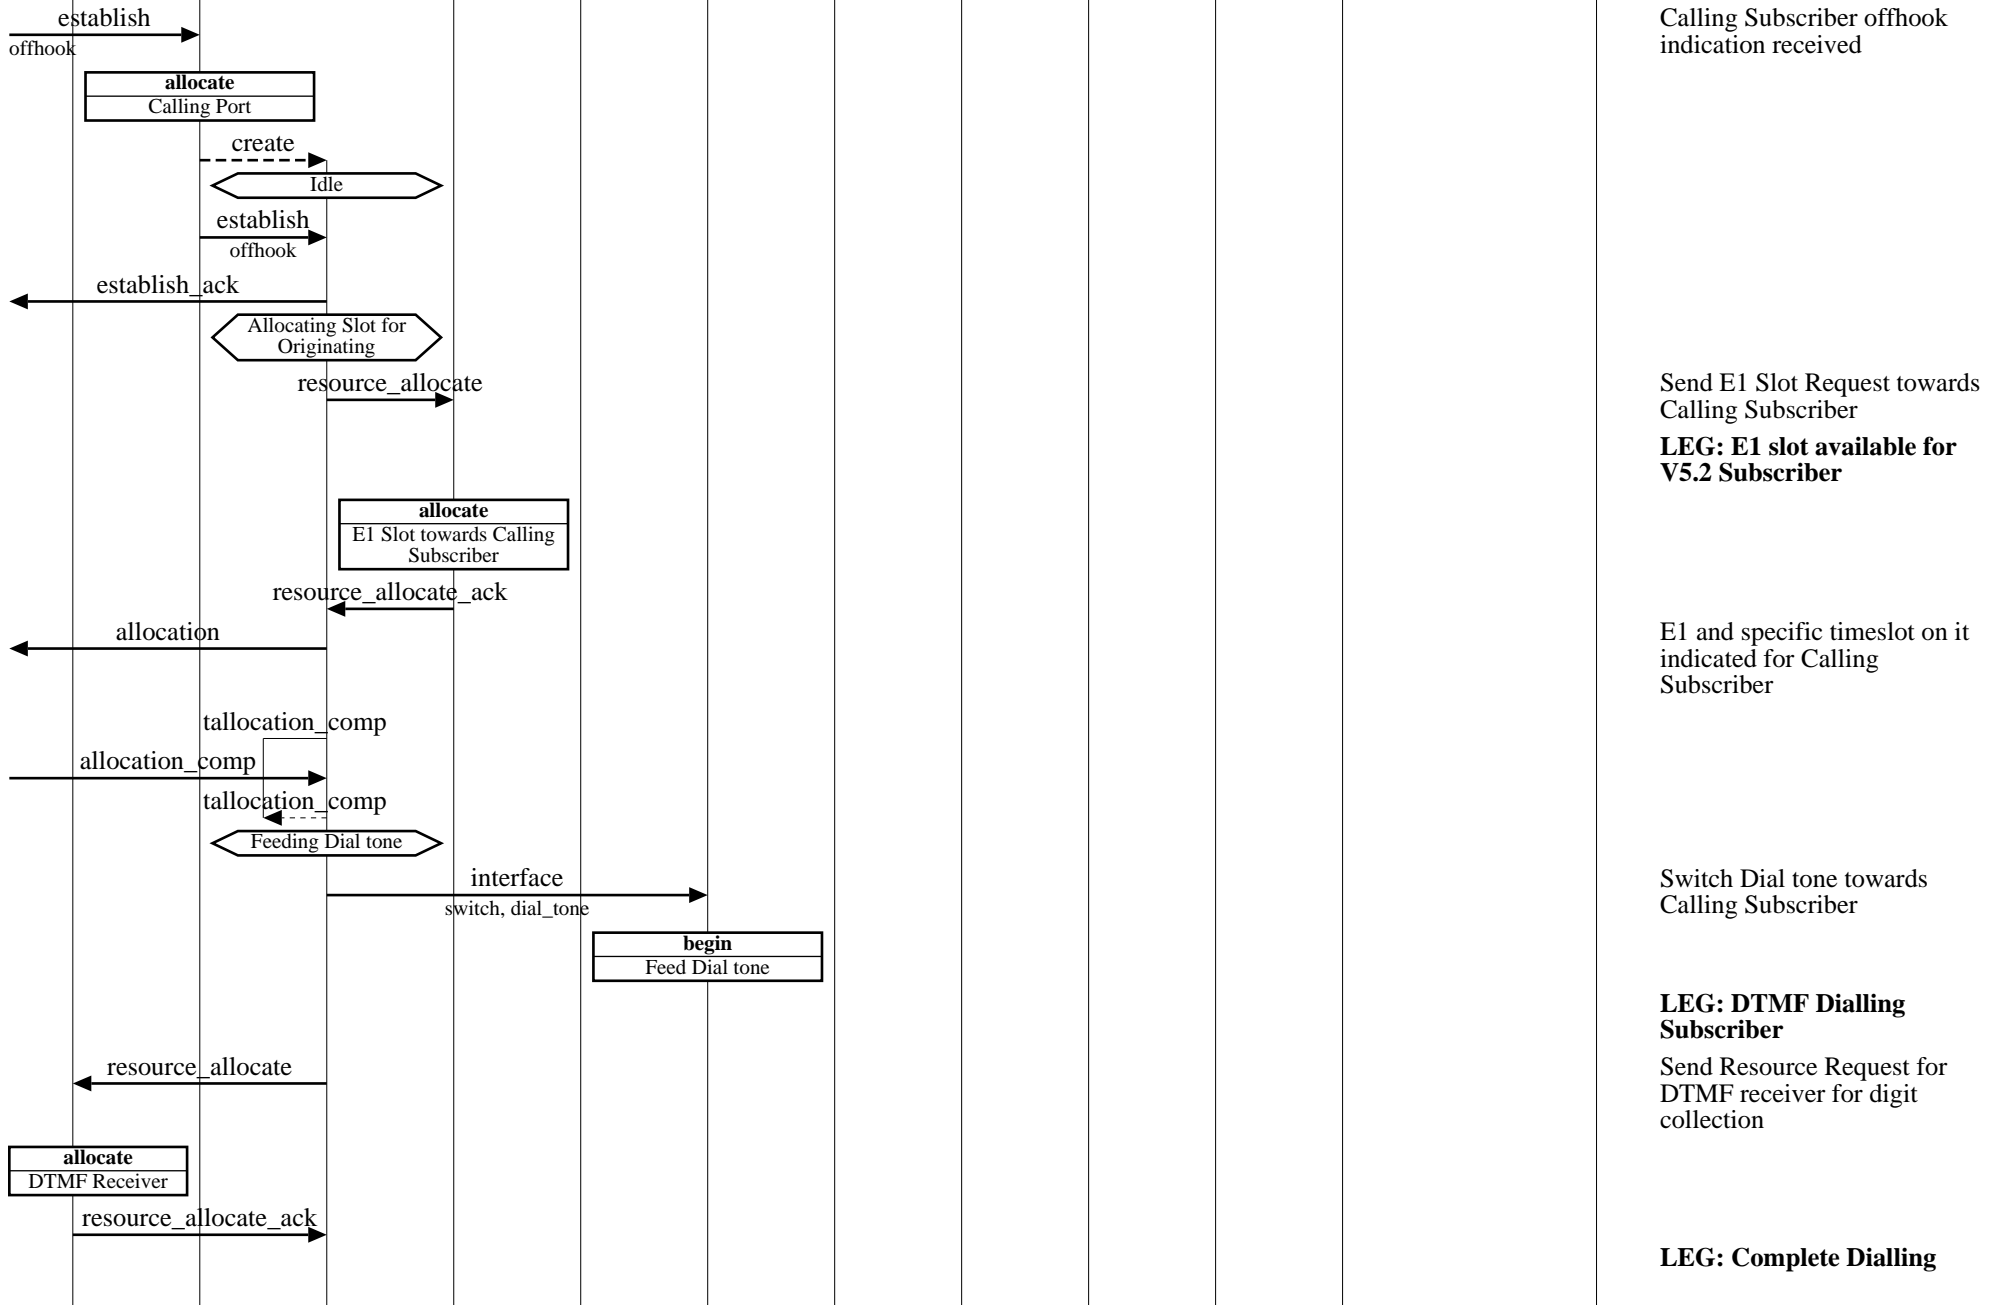 establish
offhook
Calling Subscriber offhook
indication received
allocate
Calling Port
create
Idle
establish
offhook
establish_ack
Allocating Slot for
Originating
resource_allocate
Send E1 Slot Request towards
Calling Subscriber
LEG: E1 slot available for
V5.2 Subscriber
allocate
E1 Slot towards Calling
Subscriber
resource_allocate_ack
allocation
E1 and specific timeslot on it
indicated for Calling
Subscriber
tallocation_comp
allocation_comp
tallocation_comp
Feeding Dial tone
interface
switch, dial_tone
Switch Dial tone towards
Calling Subscriber
begin
Feed Dial tone
LEG: DTMF Dialling
Subscriber
resource_allocate
Send Resource Request for
DTMF receiver for digit
collection
allocate
DTMF Receiver
resource_allocate_ack
LEG: Complete Dialling